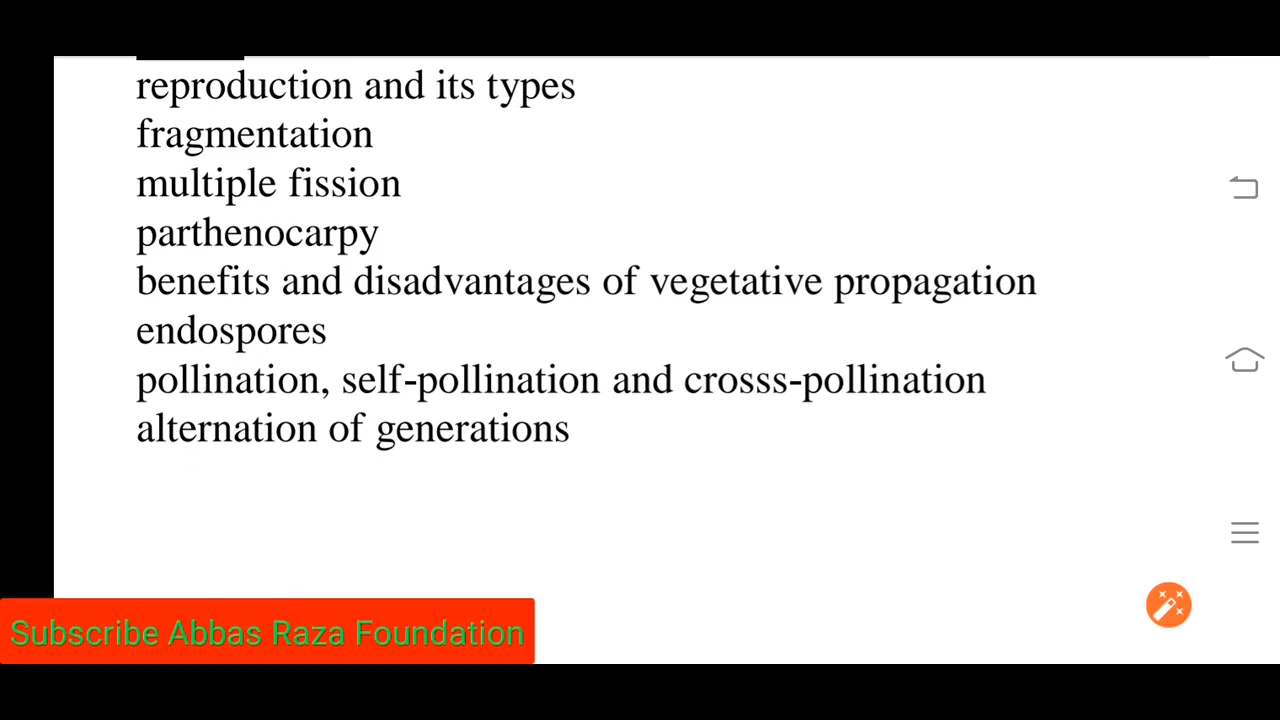 reproduction and its types
fragmentation
multiple fission
parthenocarpy
benefits and disadvantages of vegetative propagation
endospores
pollination, self-pollination and crosss-pollination
alternation of generations
Subscribe Abbas Raza Foundation